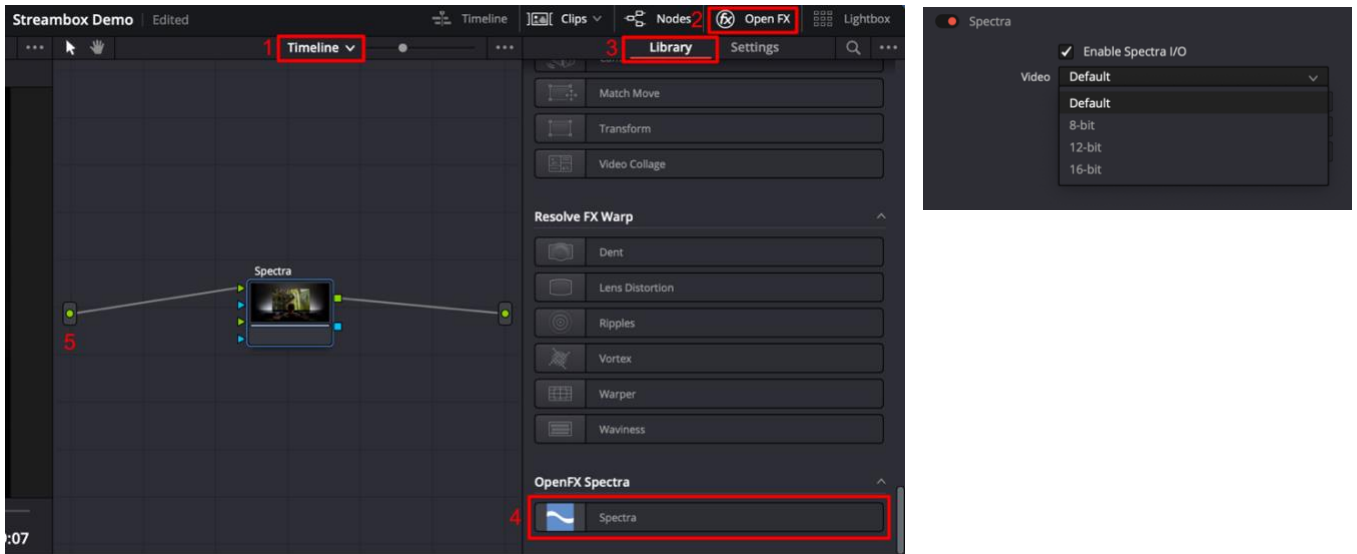 Streambox Demo Edited Timeline Clips Nodes 2 Open FX Lightbox
1 Timeline 3 Library Settings
Match Move
Transform
Video Collage
Resolve FX Warp
Dent
Lens Distortion
Ripples
Vortex
Warper
Waviness
OpenFX Spectra
4 Spectra
Spectra
5
:07
Spectra
Enable Spectra I/O
Video Default
Default
8-bit
12-bit
16-bit